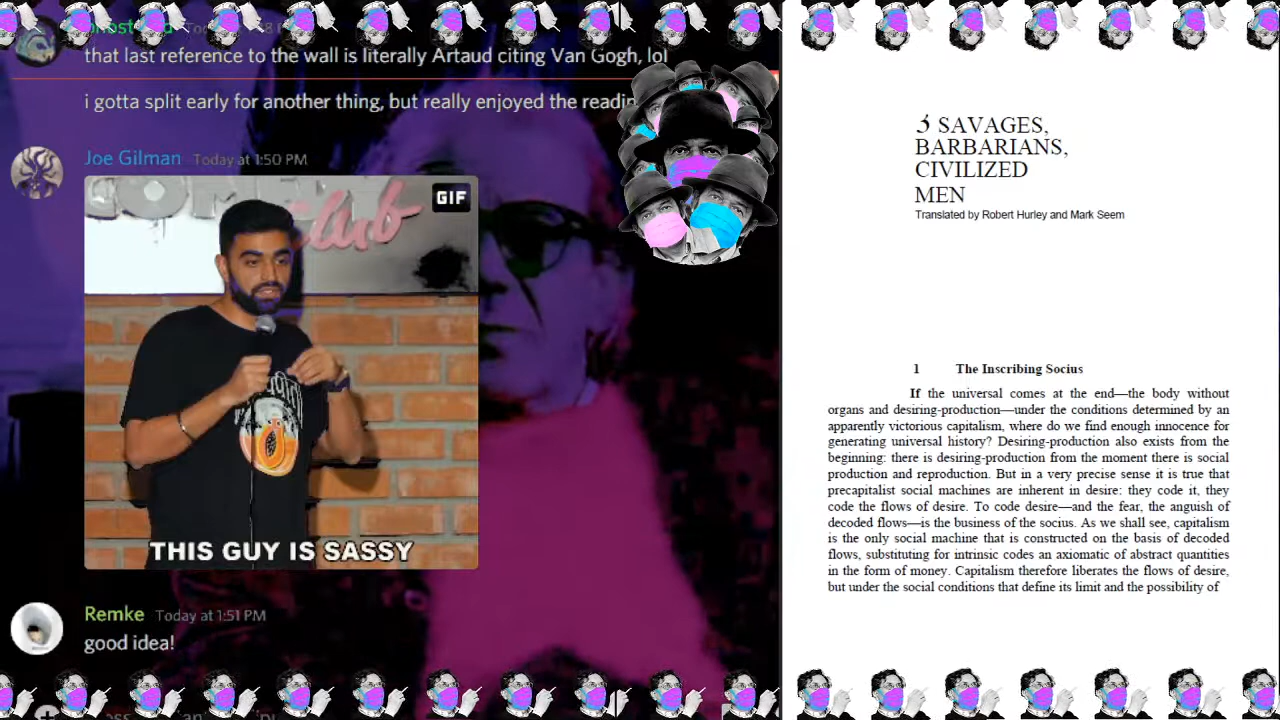 that last reference to the wall is literally Artaud citing Van Gogh, lol
i gotta split early for another thing, but really enjoyed the readin
Joe Gilman Today at 1:50 PM
GIF
club
THIS GUY IS SASSY
Remke Today at 1:51 PM
good idea!
3 SAVAGES,
BARBARIANS,
CIVILIZED
MEN
Translated by Robert Hurley and Mark Seem
1 The Inscribing Socius
If the universal comes at the end—the body without
organs and desiring-production—under the conditions determined by an
apparently victorious capitalism, where do we find enough innocence for
generating universal history? Desiring-production also exists from the
beginning: there is desiring-production from the moment there is social
production and reproduction. But in a very precise sense it is true that
precapitalist social machines are inherent in desire: they code it, they
code the flows of desire. To code desire—and the fear, the anguish of
decoded flows—is the business of the socius. As we shall see, capitalism
is the only social machine that is constructed on the basis of decoded
flows, substituting for intrinsic codes an axiomatic of abstract quantities
in the form of money. Capitalism therefore liberates the flows of desire,
but under the social conditions that define its limit and the possibility of